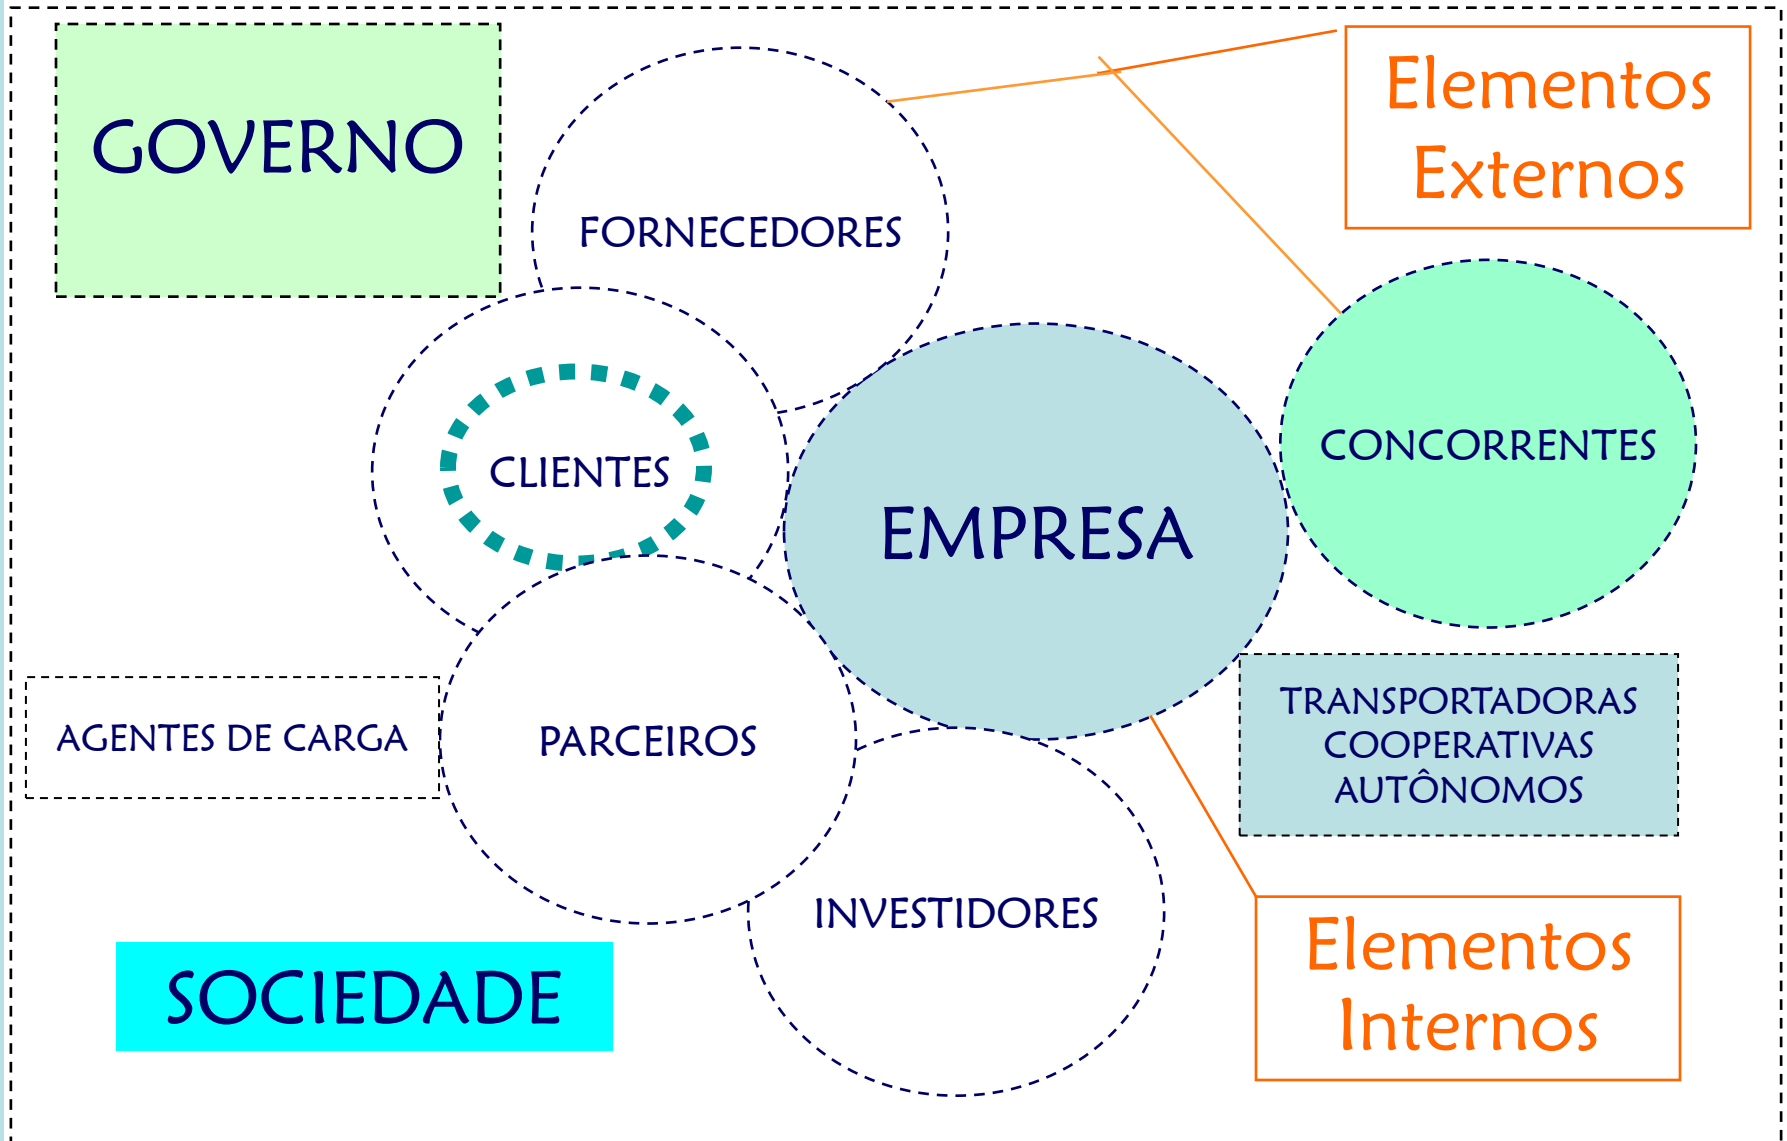 GOVERNO
Elementos
Externos
FORNECEDORES
CLIENTES
CONCORRENTES
EMPRESA
AGENTES DE CARGA
PARCEIROS
TRANSPORTADORAS
COOPERATIVAS
AUTÔNOMOS
INVESTIDORES
SOCIEDADE
Elementos
Internos